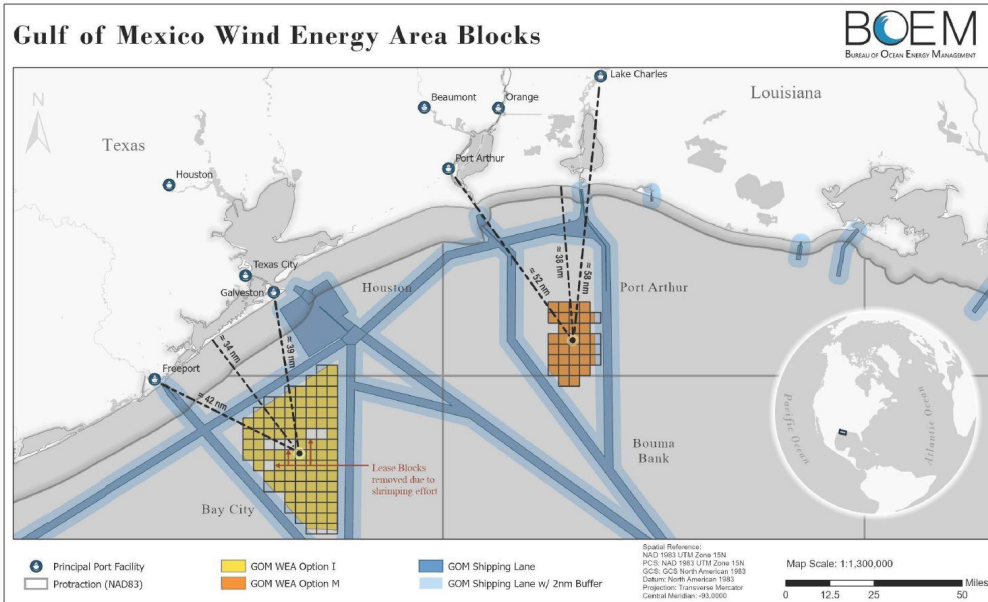 Gulf of Mexico Wind Energy Area Blocks
BOEM
BUREAU OF OCEAN ENERGY MANAGEMENT
N
Texas
Louisiana
Lake Charles
Beaumont
Orange
Port Arthur
Houston
Texas City
Galveston
Freeport
Houston
Port Arthur
≈ 52 nm
≈ 38 nm
≈ 58 nm
≈ 34 nm
≈ 39 nm
≈ 42 nm
Bouma
Bank
Bay City
Lease Blocks
removed due to
shrimping effort
Pacific Ocean
Atlantic Ocean
Principal Port Facility
Protraction (NAD83)
GOM WEA Option I
GOM WEA Option M
GOM Shipping Lane
GOM Shipping Lane w/ 2nm Buffer
Spatial Reference:
NAD 1983 UTM Zone 15N
PCS: NAD 1983 UTM Zone 15N
GCS: GCS North American 1983
Datum: North American 1983
Projection: Transverse Mercator
Central Meridian: -93.0000
Map Scale: 1:1,300,000
Miles
0 12.5 25 50